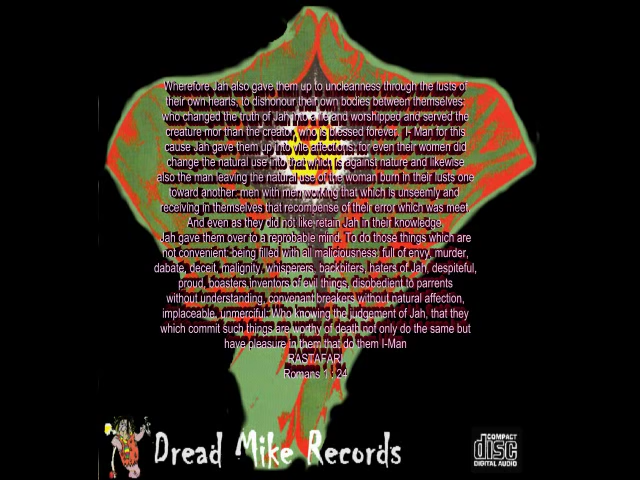 Wherefore Jah also gave them up to uncleanness through the lusts of
their own hearts, to dishonour their own bodies between themselves:
who changed the truth of Jah into a lie and worshipped and served the
creature mor than the creator, who is blessed forever. I- Man for this
cause Jah gave them up into vile affections: for even their women did
change the natural use into that which is against nature and likewise
also the man leaving the natural use of the woman burn in their lusts one
toward another: men with men working that which is unseemly and
receiving in themselves that recompense of their error which was meet
And even as they did not like retain Jah in their knowledge
Jah gave them over to a reprobable mind. To do those things which are
not convenient: being filled with all maliciousness: full of envy, murder,
dabate, deceit, malignity, whisperers, backbiters, haters of Jah, despiteful,
proud, boasters inventors of evil things, disobedient to parrents
without understanding, convenantbreakers without natural affection,
implaceable, unmerciful: Who knowing the judgement of Jah, that they
which commit such things are worthy of death not only do the same but
have pleasure in them that do them I-Man
RASTAFARI
Romans 1 : 24
Dread Mike Records
COMPACT
disc
DIGITAL AUDIO